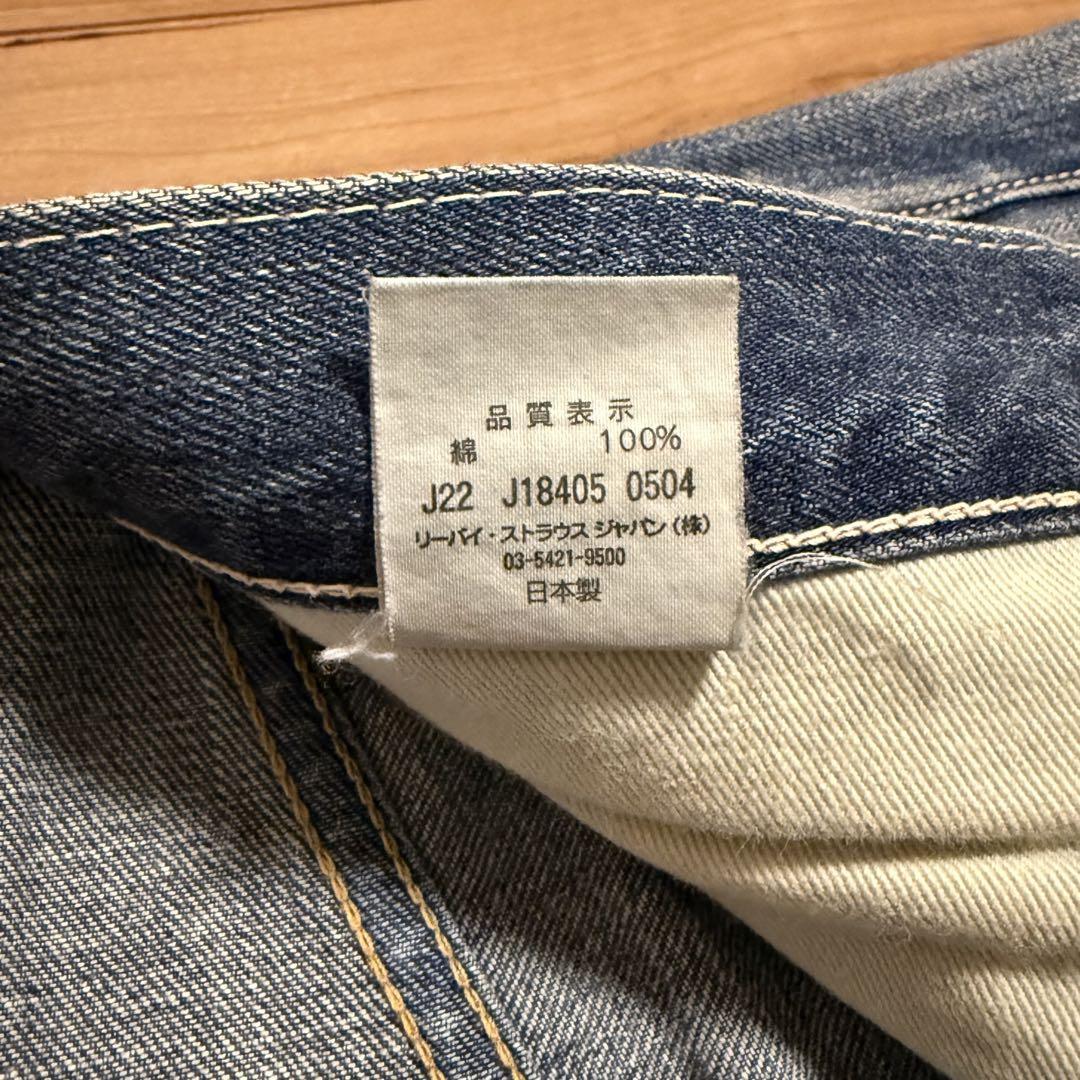 品質表示
綿 100%
J22 J18405 0504
リーバイ・ストラウス ジャパン(株)
03-5421-9500
日本製